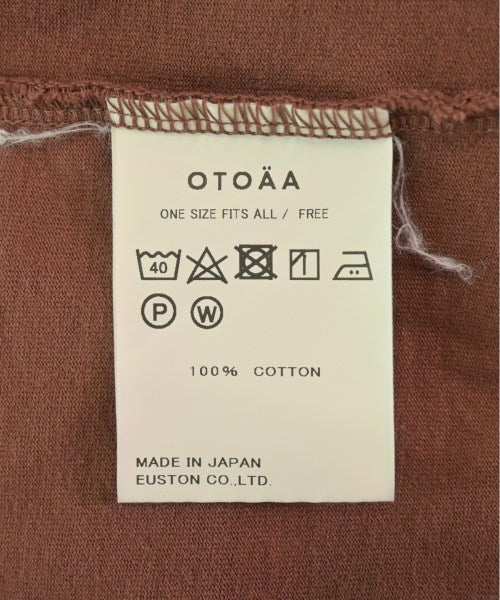 OTOÄA
ONE SIZE FITS ALL / FREE
40
P W
100% COTTON
MADE IN JAPAN
EUSTON CO.,LTD.